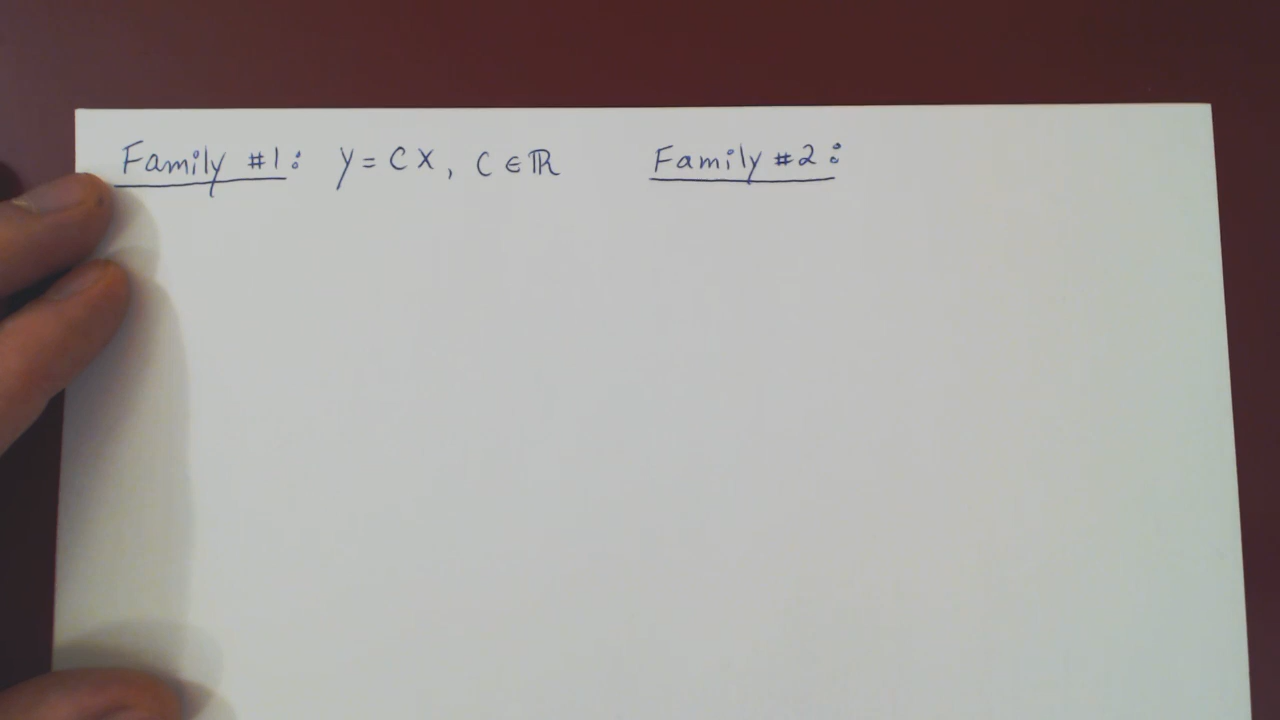 Family #1: y = Cx, C ∈ ℝ Family #2: